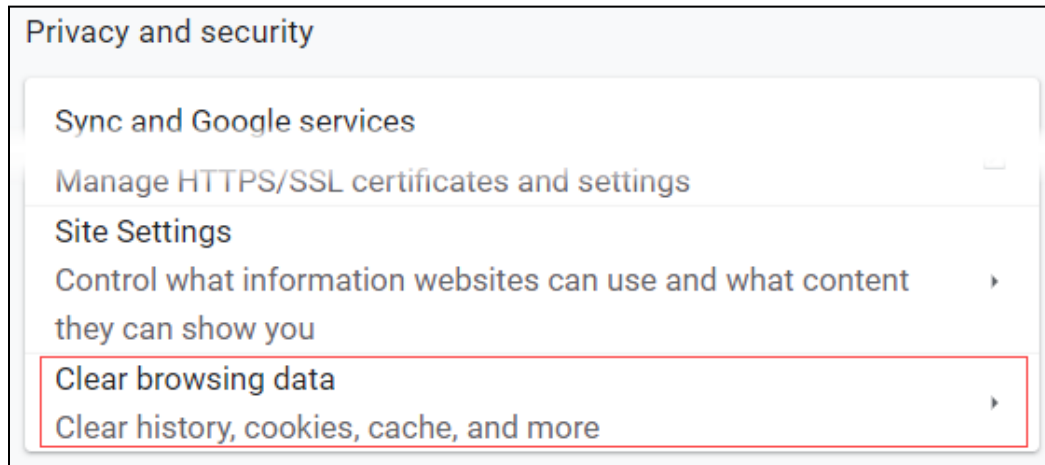 Privacy and security
Sync and Google services
Manage HTTPS/SSL certificates and settings
Site Settings
Control what information websites can use and what content
they can show you
Clear browsing data
Clear history, cookies, cache, and more